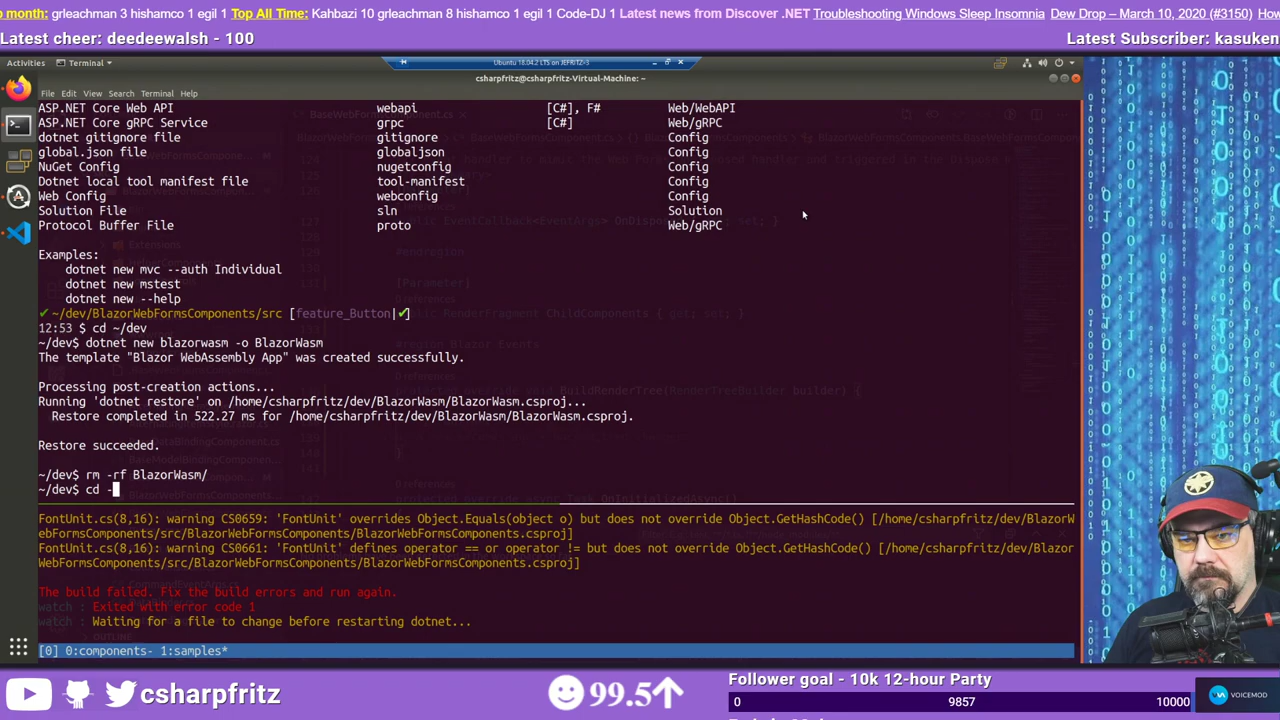 p month: grleachman 3 hishamco 1 egil 1 Top All Time: Kahbazi 10 grleachman 8 hishamco 1 egil 1 Code-DJ 1 Latest news from Discover .NET Troubleshooting Windows Sleep Insomnia Dew Drop – March 10, 2020 (#3150) How
Latest cheer: deedeewalsh - 100
Latest Subscriber: kasuken
Activities
Terminal
Ubuntu 18.04.2 LTS on JEFRITZ-3
csharpfritz@csharpfritz-Virtual-Machine: ~
File Edit View Search Terminal Help
ASP.NET Core Web API webapi [C#], F# Web/WebAPI
ASP.NET Core gRPC Service grpc [C#] Web/gRPC
dotnet gitignore file gitignore Config
global.json file globaljson Config
NuGet Config nugetconfig Config
Dotnet local tool manifest file tool-manifest Config
Web Config webconfig Config
Solution File sln Solution
Protocol Buffer File proto Web/gRPC
Examples:
dotnet new mvc --auth Individual
dotnet new mstest
dotnet new --help
✔ ~/dev/BlazorWebFormsComponents/src [feature_Button|✔]
12:53 $ cd ~/dev
~/dev$ dotnet new blazorwasm -o BlazorWasm
The template "Blazor WebAssembly App" was created successfully.
Processing post-creation actions...
Running 'dotnet restore' on /home/csharpfritz/dev/BlazorWasm/BlazorWasm.csproj...
Restore completed in 522.27 ms for /home/csharpfritz/dev/BlazorWasm/BlazorWasm.csproj.
Restore succeeded.
~/dev$ rm -rf BlazorWasm/
~/dev$ cd -
FontUnit.cs(8,16): warning CS0659: 'FontUnit' overrides Object.Equals(object o) but does not override Object.GetHashCode() [/home/csharpfritz/dev/BlazorW
ebFormsComponents/src/BlazorWebFormsComponents/BlazorWebFormsComponents.csproj]
FontUnit.cs(8,16): warning CS0661: 'FontUnit' defines operator == or operator != but does not override Object.GetHashCode() [/home/csharpfritz/dev/BlazorW
ebFormsComponents/src/BlazorWebFormsComponents/BlazorWebFormsComponents.csproj]
The build failed. Fix the build errors and run again.
watch : Exited with error code 1
watch : Waiting for a file to change before restarting dotnet...
[0] 0:components- 1:samples*
csharpfritz
99.5↑
Follower goal - 10k 12-hour Party
0 9857 10000
VOICEMOD